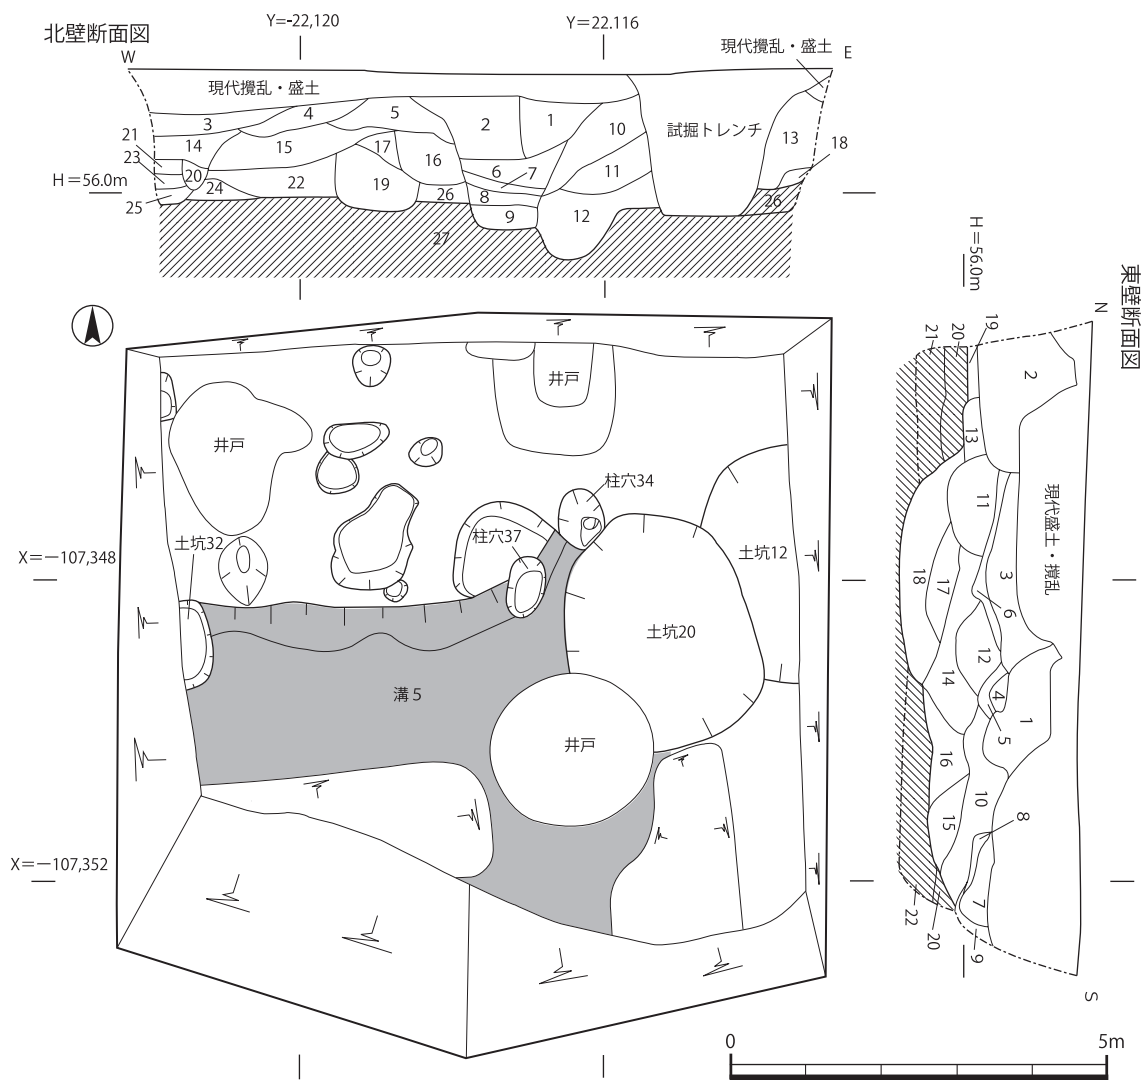 北壁断面図
Y=-22,120
Y=22.116
W
現代攪乱・盛土
E
現代攪乱・盛土
3
4
5
2
1
10
試掘トレンチ
13
18
21
14
15
17
16
11
23
20
6
7
H＝56.0m
24
22
19
26
8
26
25
9
12
27
井戸
井戸
柱穴34
柱穴37
土坑32
土坑12
X＝−107,348
土坑20
溝５
井戸
X＝−107,352
H＝56.0m
東壁断面図
N
21
20
19
2
13
11
現代盛土・撹乱
18
17
3
6
12
14
4
1
5
16
10
15
8
7
22
20
9
S
0
5m